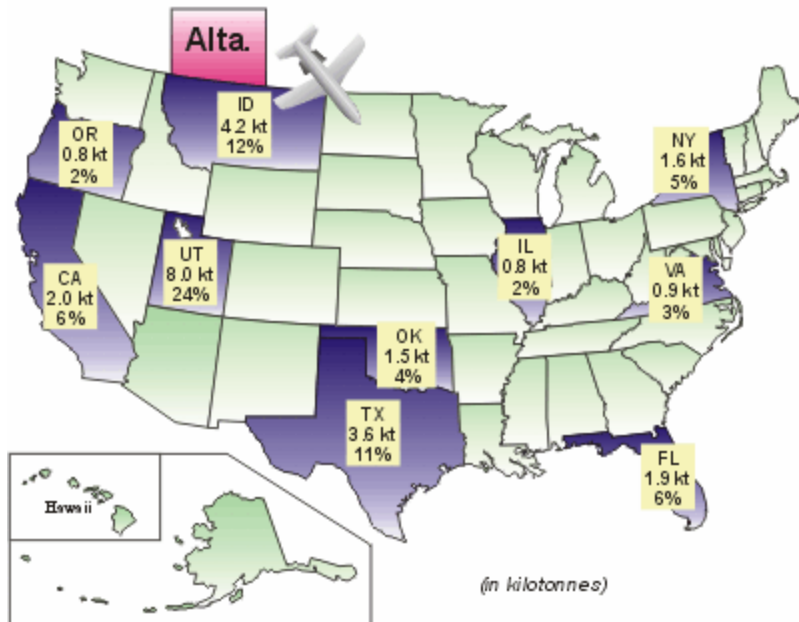 Alta.
ID
4.2 kt
12%
OR
0.8 kt
2%
NY
1.6 kt
5%
UT
8.0 kt
24%
IL
0.8 kt
2%
CA
2.0 kt
6%
VA
0.9 kt
3%
OK
1.5 kt
4%
TX
3.6 kt
11%
FL
1.9 kt
6%
Hawaii
(in kilotonnes)